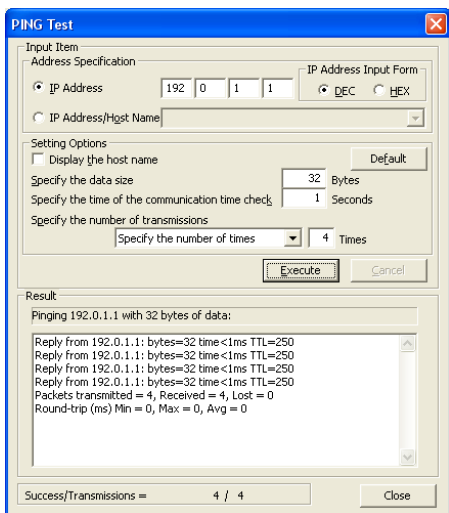 PING Test
Input Item
Address Specification
IP Address Input Form
IP Address 192 0 1 1 DEC HEX
IP Address/Host Name
Setting Options
Display the host name Default
Specify the data size 32 Bytes
Specify the time of the communication time check 1 Seconds
Specify the number of transmissions
Specify the number of times 4 Times
Execute Cancel
Result
Pinging 192.0.1.1 with 32 bytes of data:
Reply from 192.0.1.1: bytes=32 time<1ms TTL=250
Reply from 192.0.1.1: bytes=32 time<1ms TTL=250
Reply from 192.0.1.1: bytes=32 time<1ms TTL=250
Reply from 192.0.1.1: bytes=32 time<1ms TTL=250
Packets transmitted = 4, Received = 4, Lost = 0
Round-trip (ms) Min = 0, Max = 0, Avg = 0
Success/Transmissions = 4 / 4 Close